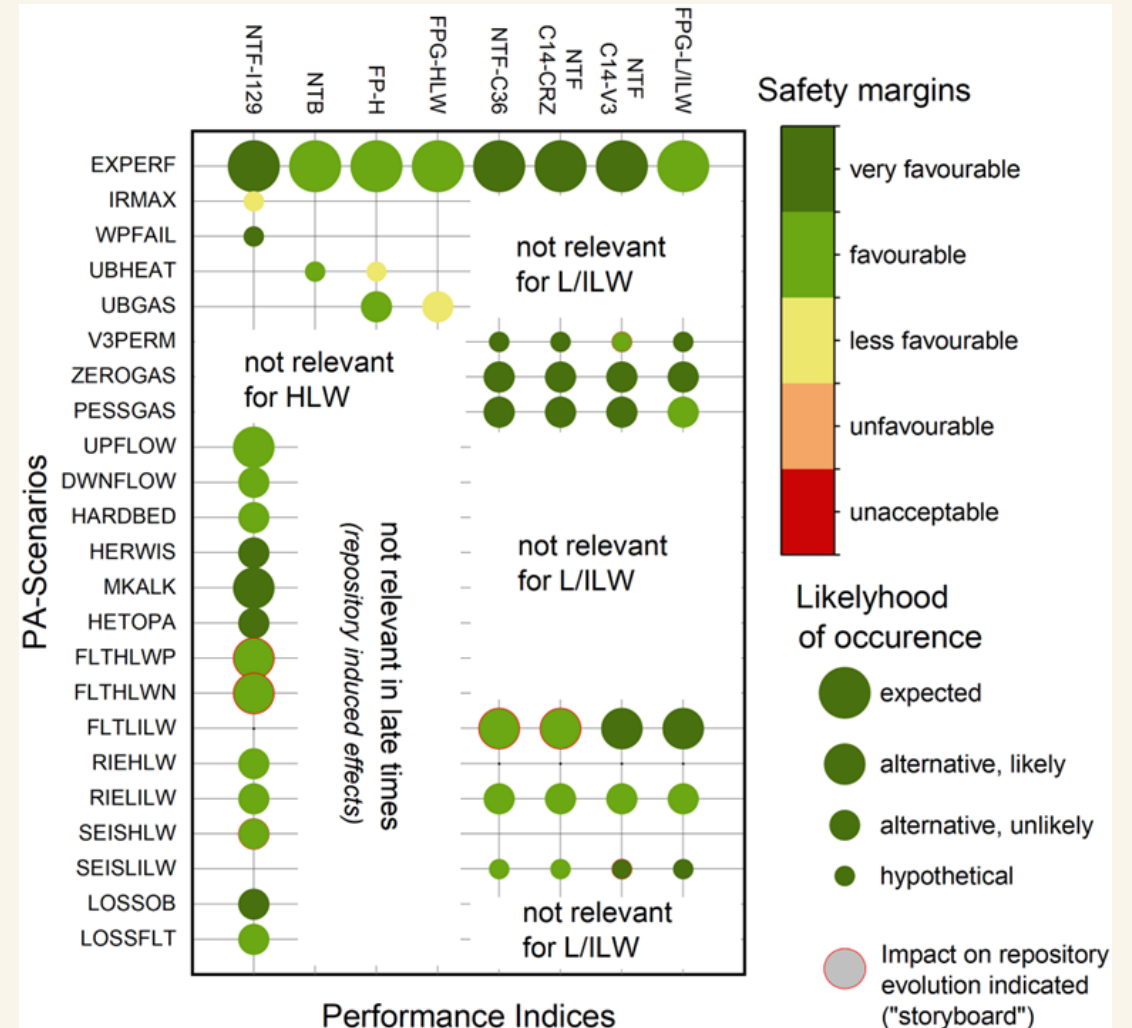 NTF-I129
NTB
FP-H
FPG-HLW
NTF-C36
NTF
C14-CRZ
NTF
C14-V3
FPG-L/ILW
Safety margins
very favourable
favourable
less favourable
unfavourable
unacceptable
PA-Scenarios
EXPERF
IRMAX
WPFAIL
UBHEAT
UBGAS
V3PERM
ZEROGAS
PESSGAS
UPFLOW
DWNFLOW
HARDBED
HERWIS
MKALK
HETOPA
FLTHLWP
FLTHLWN
FLTLILW
RIEHLW
RIELILW
SEISHLW
SEISLILW
LOSSOB
LOSSFLT
not relevant
for L/ILW
not relevant
for HLW
not relevant in late times
(repository induced effects)
not relevant
for L/ILW
not relevant
for L/ILW
Likelyhood
of occurence
expected
alternative, likely
alternative, unlikely
hypothetical
Impact on repository
evolution indicated
("storyboard")
Performance Indices